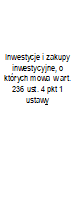 Inwestycje i zakupy
inwestycyjne, o
których mowa w art.
236 ust. 4 pkt 1
ustawy